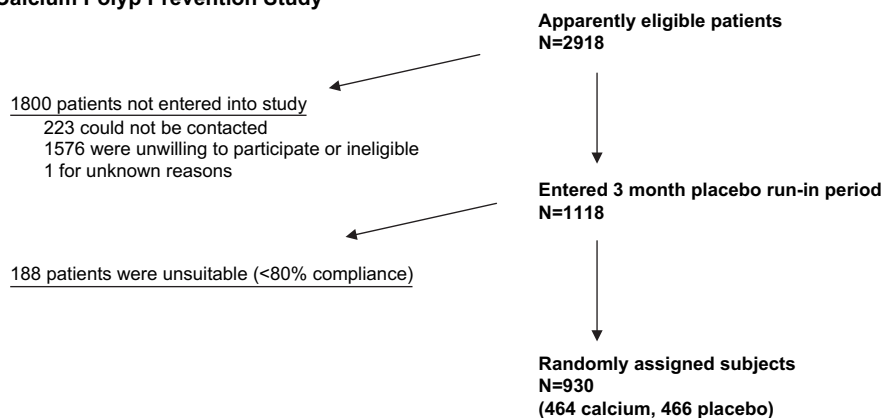 Calcium Polyp Prevention Study
Apparently eligible patients
N=2918
1800 patients not entered into study
223 could not be contacted
1576 were unwilling to participate or ineligible
1 for unknown reasons
Entered 3 month placebo run-in period
N=1118
188 patients were unsuitable (<80% compliance)
Randomly assigned subjects
N=930
(464 calcium, 466 placebo)